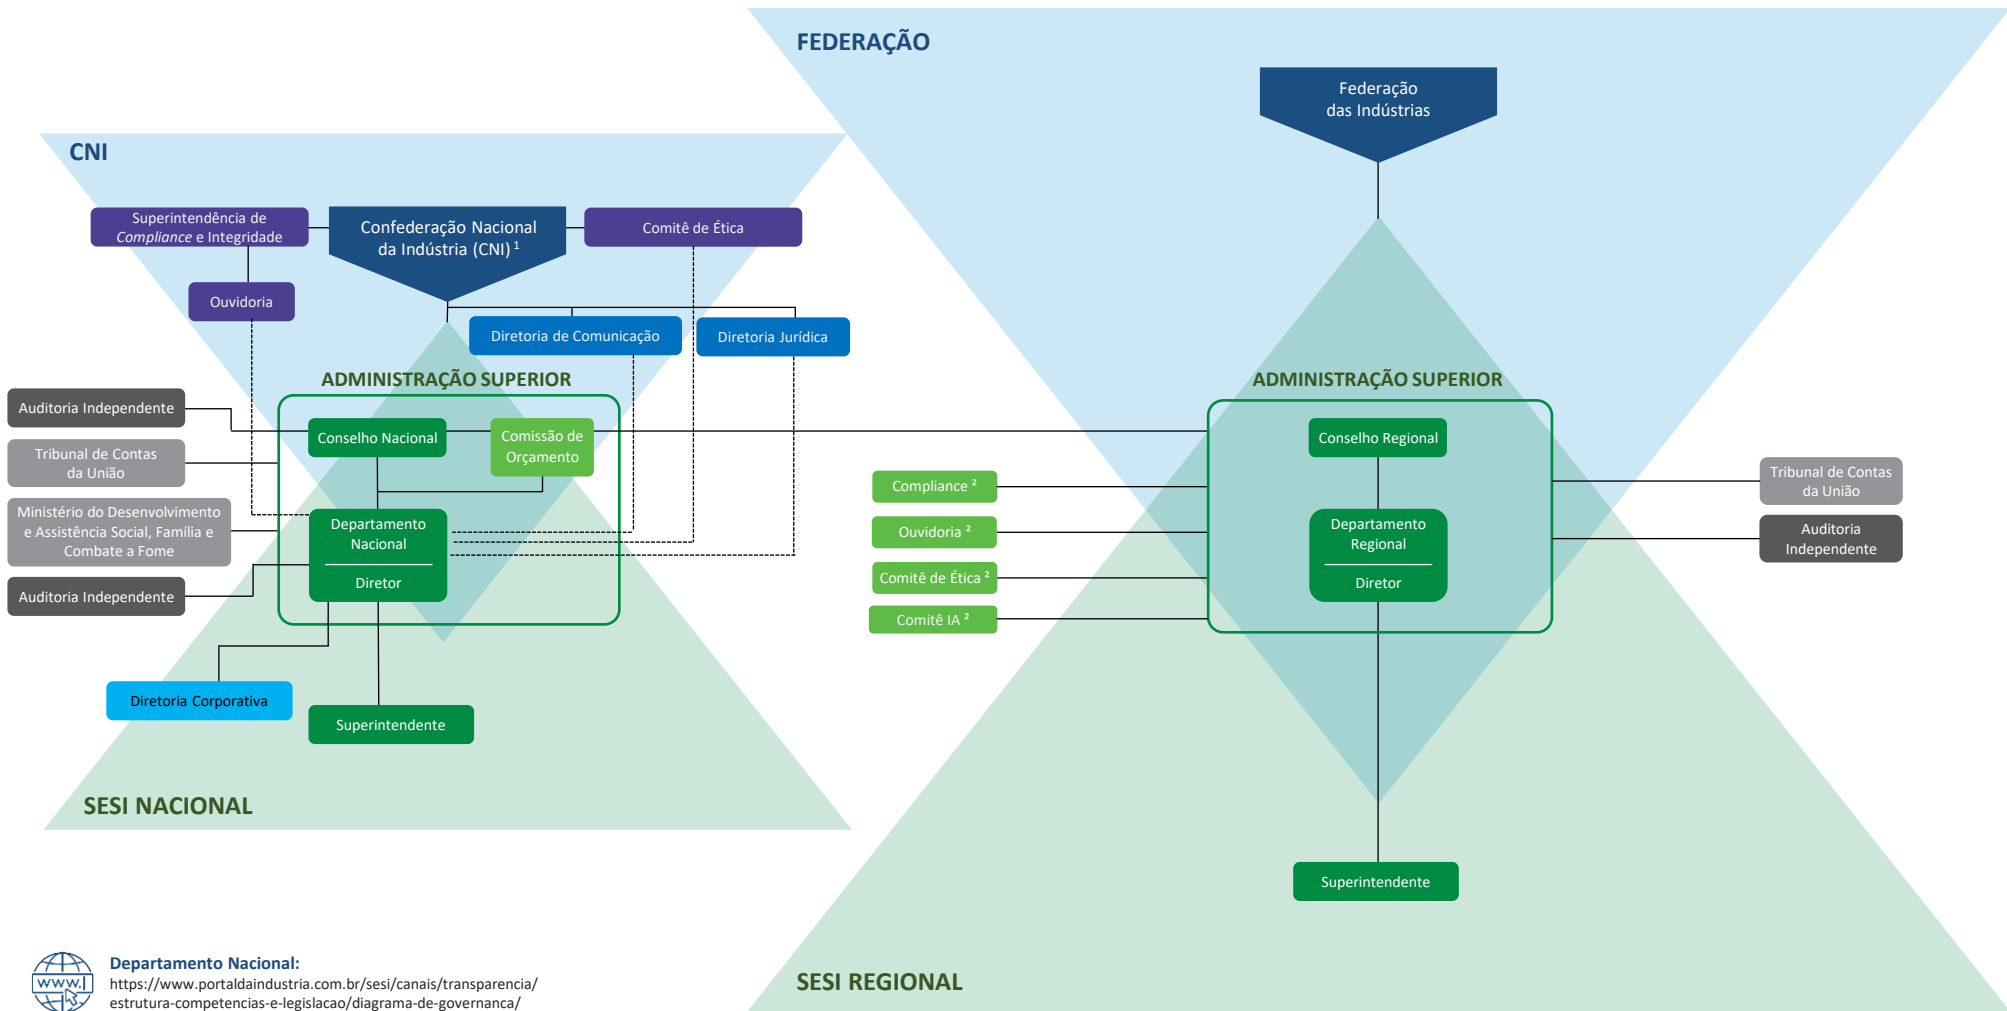 FEDERAÇÃO
Federação
das Indústrias
CNI
Superintendência de
Compliance e Integridade
Confederação Nacional
da Indústria (CNI) ¹
Comitê de Ética
Ouvidoria
Diretoria de Comunicação
Diretoria Jurídica
ADMINISTRAÇÃO SUPERIOR
Auditoria Independente
Conselho Nacional
Comissão de
Orçamento
Tribunal de Contas
da União
Ministério do Desenvolvimento
e Assistência Social, Família e
Combate a Fome
Departamento
Nacional
Diretor
Auditoria Independente
Diretoria Corporativa
Superintendente
SESI NACIONAL
ADMINISTRAÇÃO SUPERIOR
Conselho Regional
Compliance ²
Ouvidoria ²
Comitê de Ética ²
Comitê IA ²
Departamento
Regional
Diretor
Tribunal de Contas
da União
Auditoria
Independente
Superintendente
SESI REGIONAL
www.
Departamento Nacional:
https://www.portaldaindustria.com.br/sesi/canais/transparencia/
estrutura-competencias-e-legislacao/diagrama-de-governanca/